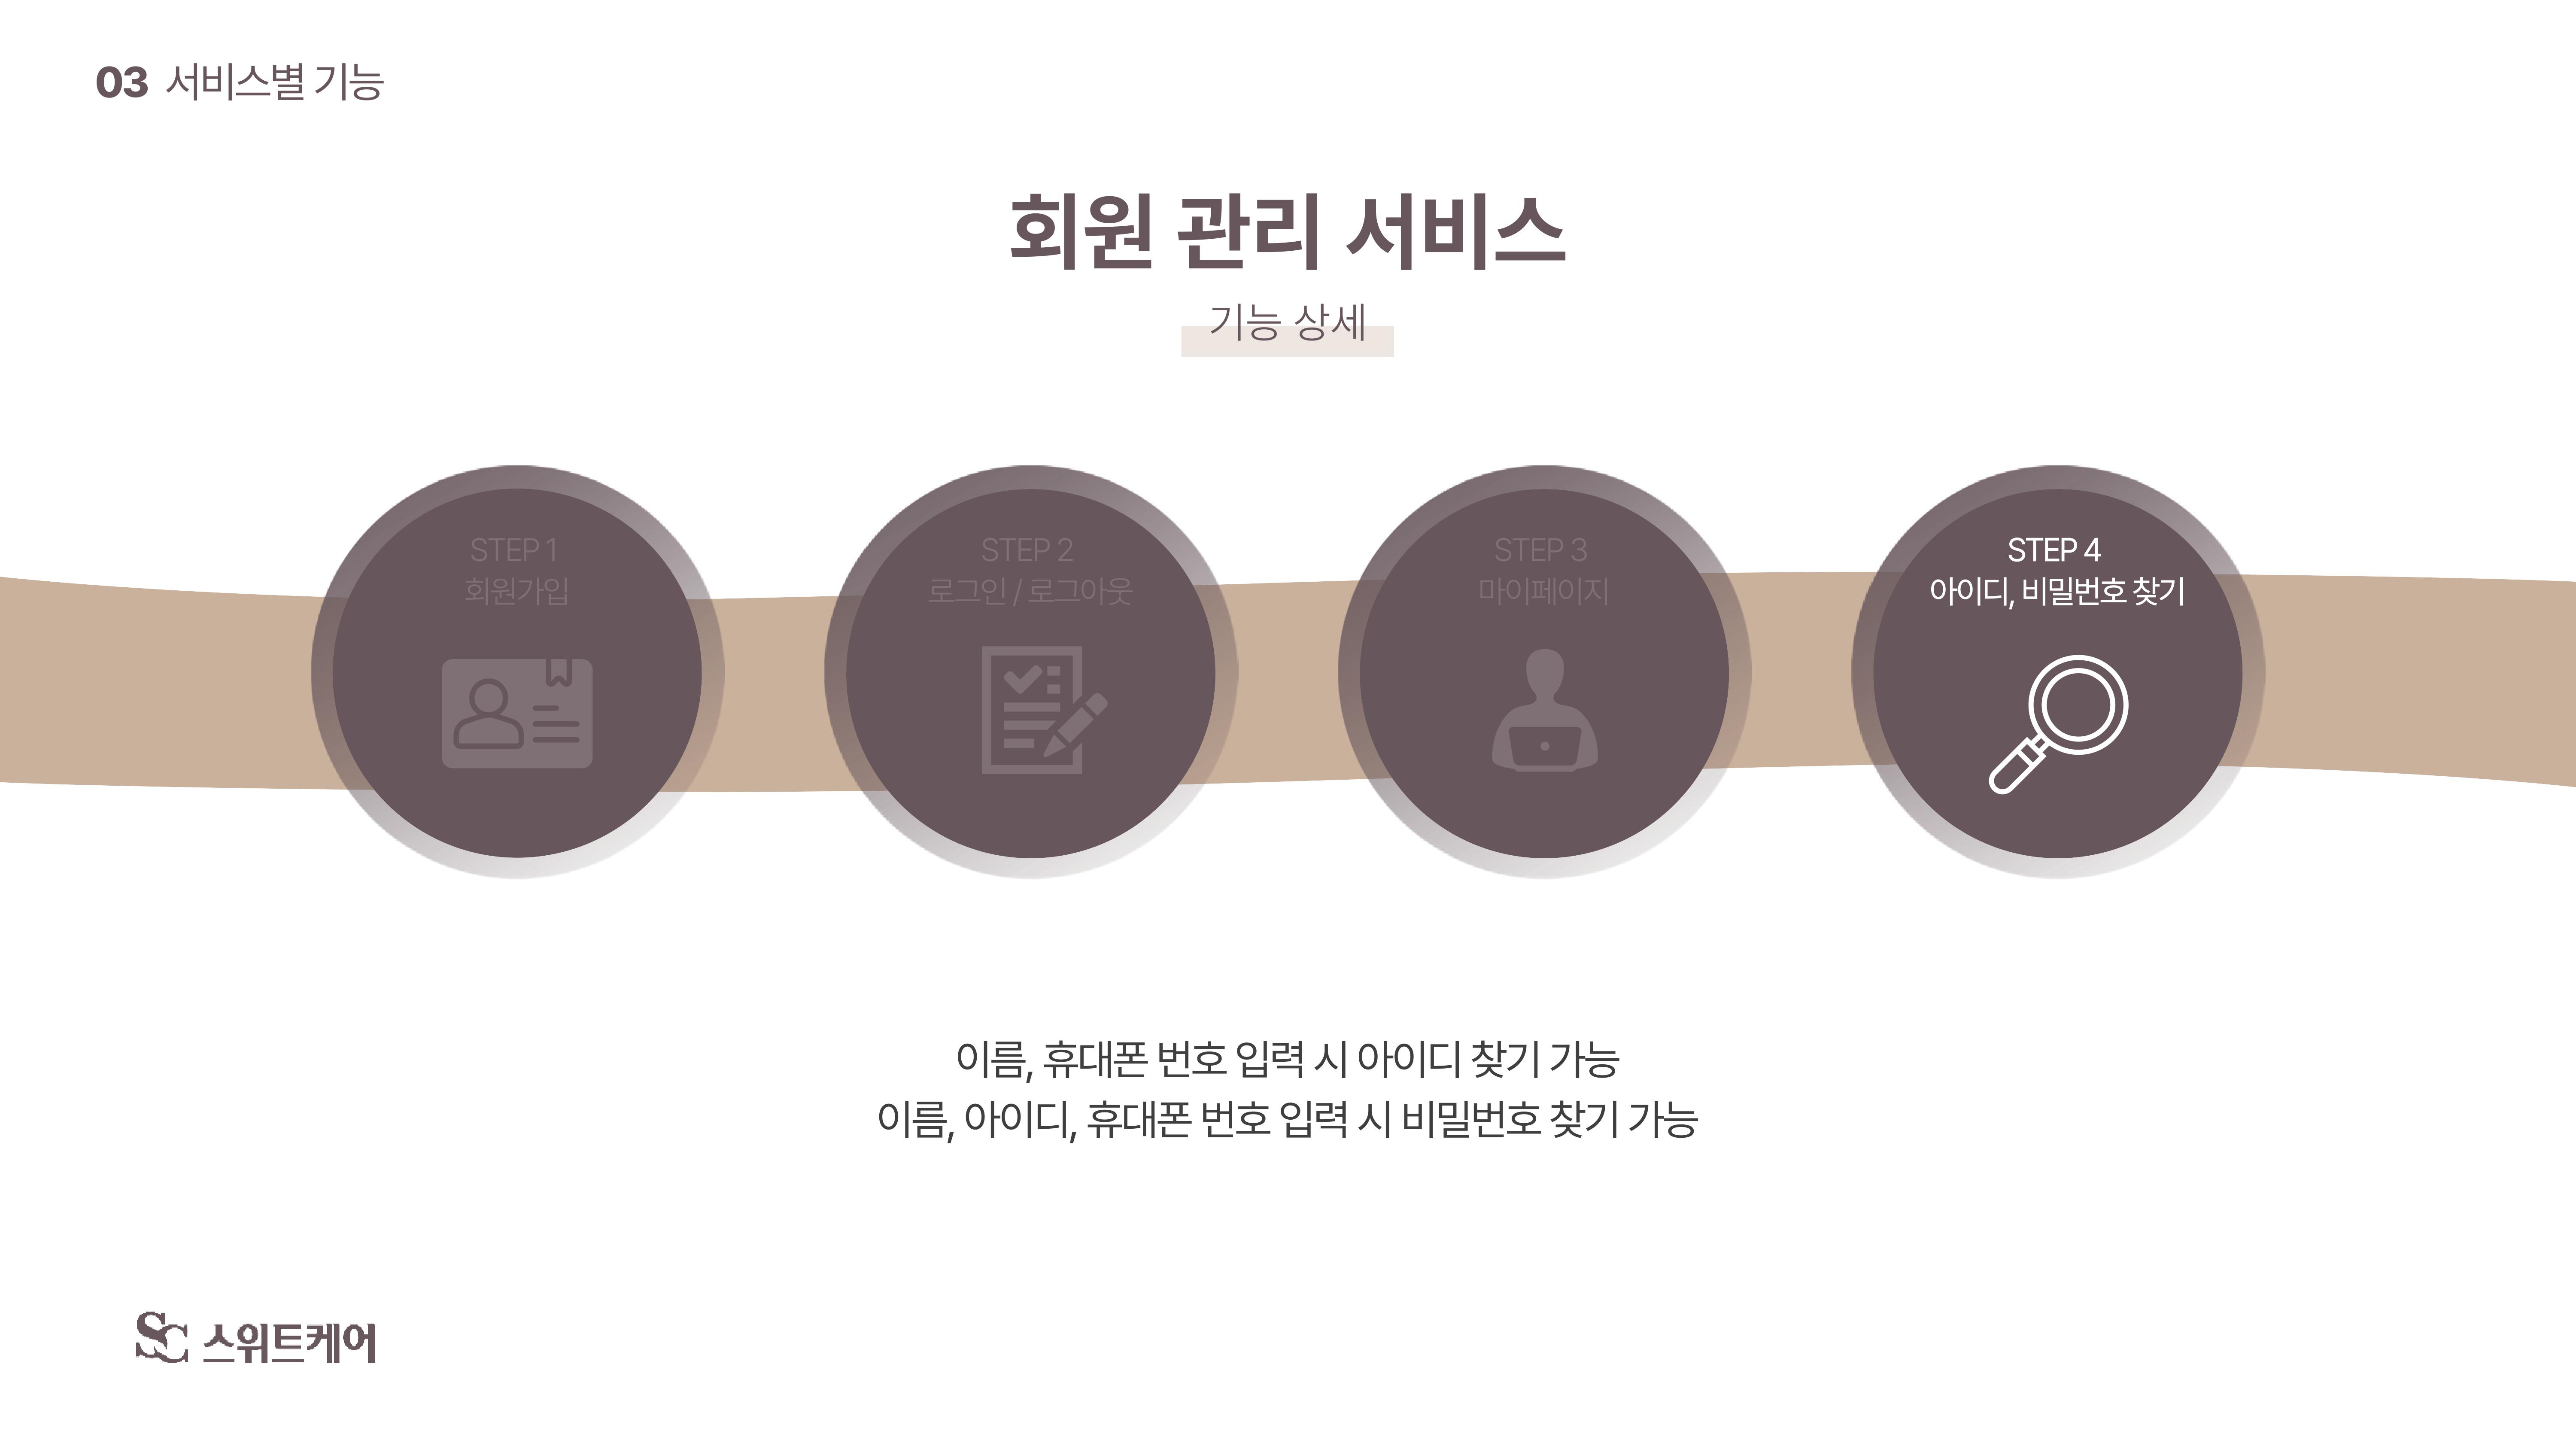 03 서비스별 기능
회원 관리 서비스
기능 상세
STEP 1
회원가입
STEP 2
로그인 / 로그아웃
STEP 3
마이페이지
STEP 4
아이디, 비밀번호 찾기
이름, 휴대폰 번호 입력 시 아이디 찾기 가능
이름, 아이디, 휴대폰 번호 입력 시 비밀번호 찾기 가능
SC 스위트케어